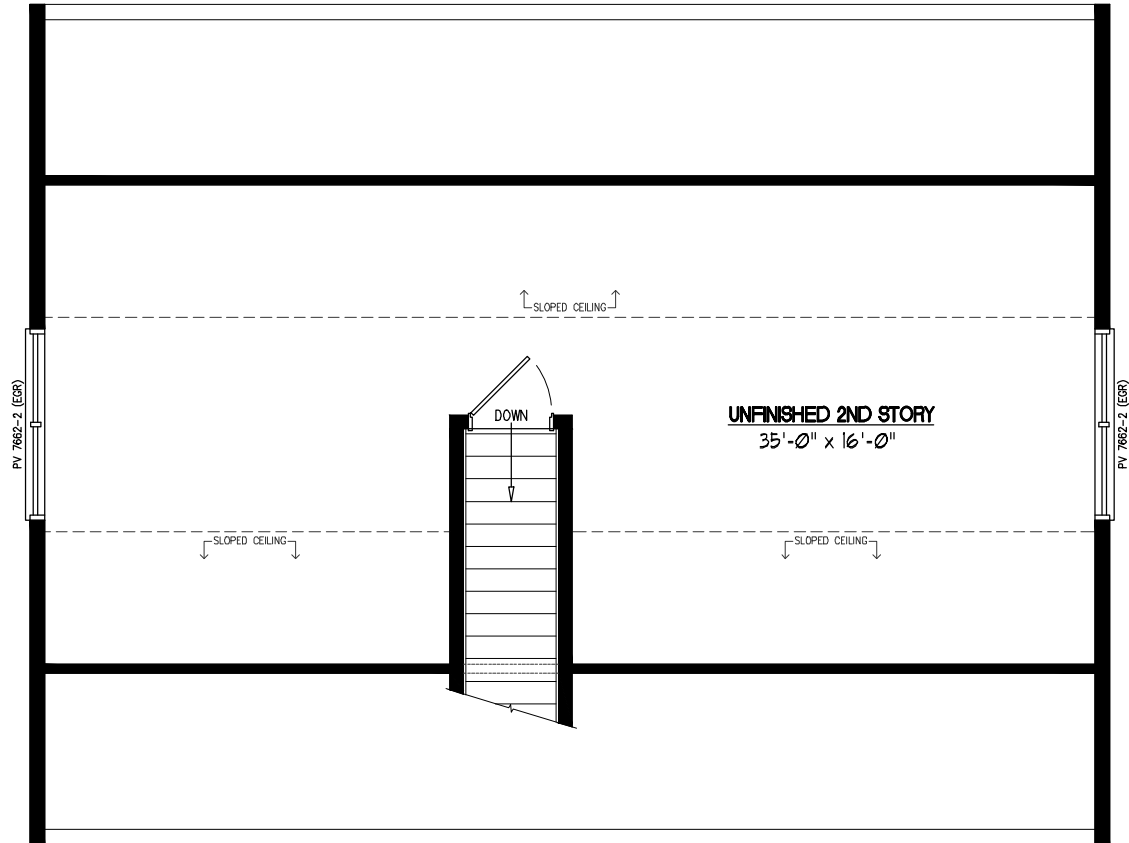 SLOPED CEILING
PV 7662-2 (EGR)
DOWN
UNFINISHED 2ND STORY
35'-0" x 16'-0"
PV 7662-2 (EGR)
SLOPED CEILING
SLOPED CEILING